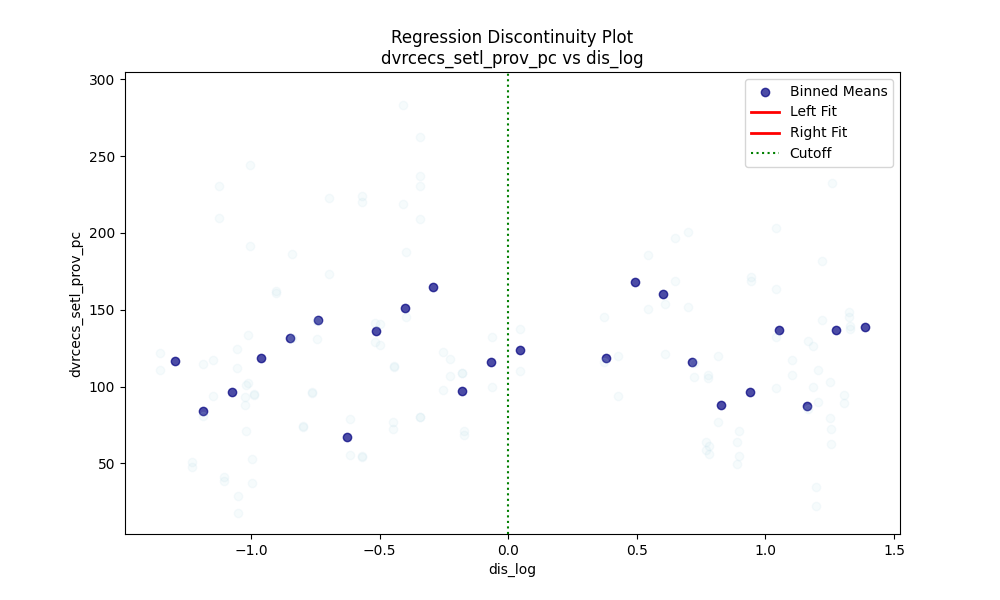 Regression Discontinuity Plot
dvrcecs_setl_prov_pc vs dis_log
300
250
200
150
100
50
dvrcecs_setl_prov_pc
Binned Means
Left Fit
Right Fit
Cutoff
−1.0
−0.5
0.0
0.5
1.0
1.5
dis_log